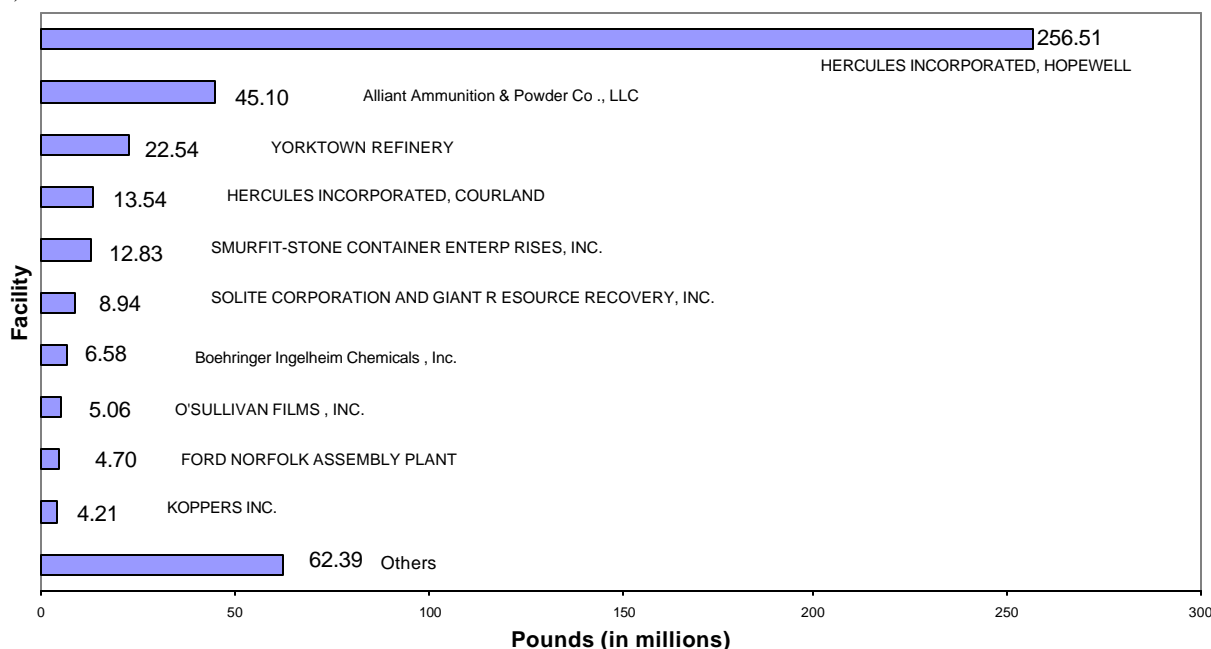 256.51
HERCULES INCORPORATED, HOPEWELL
45.10 Alliant Ammunition & Powder Co ., LLC
22.54 YORKTOWN REFINERY
13.54 HERCULES INCORPORATED, COURLAND
12.83 SMURFIT-STONE CONTAINER ENTERP RISES, INC.
8.94 SOLITE CORPORATION AND GIANT R ESOURCE RECOVERY, INC.
6.58 Boehringer Ingelheim Chemicals , Inc.
5.06 O'SULLIVAN FILMS , INC.
4.70 FORD NORFOLK ASSEMBLY PLANT
4.21 KOPPERS INC.
62.39 Others
Facility
0 50 100 150 200 250 300
Pounds (in millions)